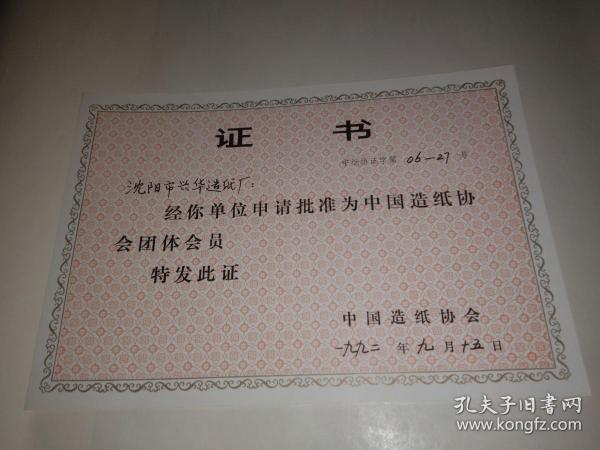 证 书
中纸协证字第 06-27 号
沈阳市兴华造纸厂:
经你单位申请批准为中国造纸协
会团体会员
特发此证
中国造纸协会
一九九二年九月十五日
孔夫子旧书网
www.kongfz.com